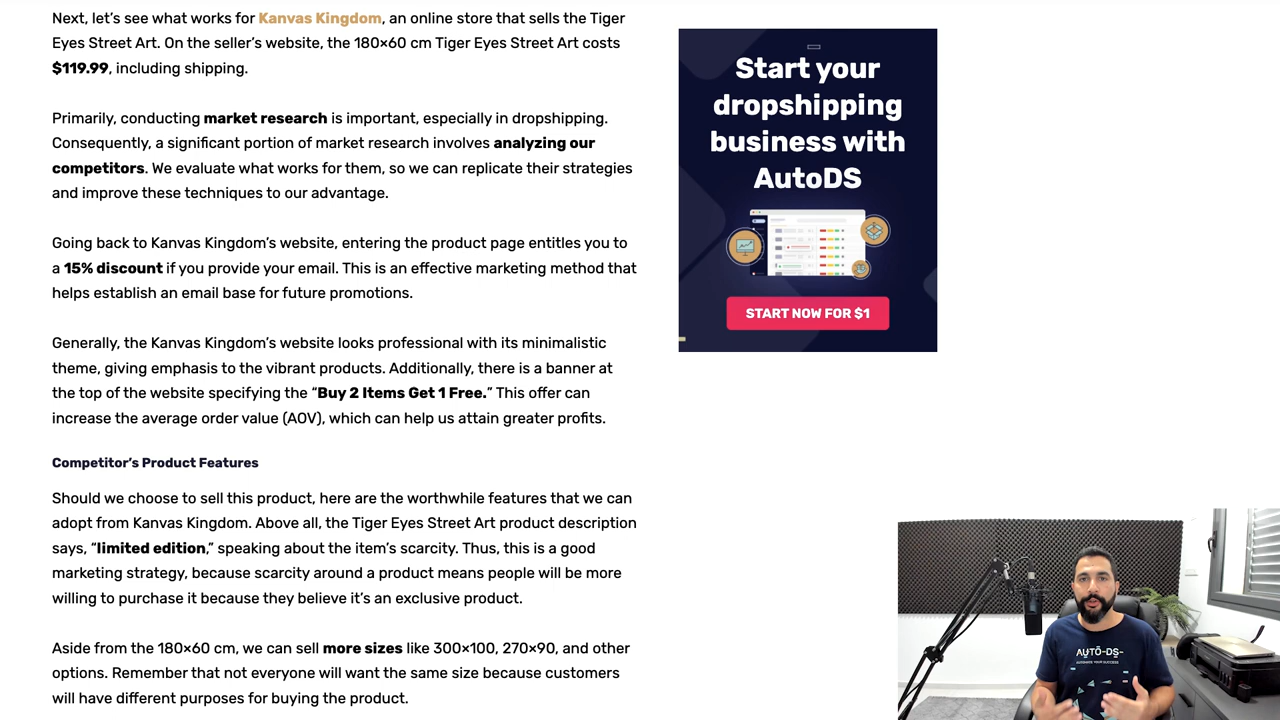 Next, let’s see what works for Kanvas Kingdom, an online store that sells the Tiger
Eyes Street Art. On the seller’s website, the 180×60 cm Tiger Eyes Street Art costs
$119.99, including shipping.
Primarily, conducting market research is important, especially in dropshipping.
Consequently, a significant portion of market research involves analyzing our
competitors. We evaluate what works for them, so we can replicate their strategies
and improve these techniques to our advantage.
Going back to Kanvas Kingdom’s website, entering the product page entitles you to
a 15% discount if you provide your email. This is an effective marketing method that
helps establish an email base for future promotions.
Generally, the Kanvas Kingdom’s website looks professional with its minimalistic
theme, giving emphasis to the vibrant products. Additionally, there is a banner at
the top of the website specifying the “Buy 2 Items Get 1 Free.” This offer can
increase the average order value (AOV), which can help us attain greater profits.
Competitor’s Product Features
Should we choose to sell this product, here are the worthwhile features that we can
adopt from Kanvas Kingdom. Above all, the Tiger Eyes Street Art product description
says, “limited edition,” speaking about the item’s scarcity. Thus, this is a good
marketing strategy, because scarcity around a product means people will be more
willing to purchase it because they believe it’s an exclusive product.
Aside from the 180×60 cm, we can sell more sizes like 300×100, 270×90, and other
options. Remember that not everyone will want the same size because customers
will have different purposes for buying the product.
Start your
dropshipping
business with
AutoDS
START NOW FOR $1
AUTO-DS-
AUTOMATE YOUR SUCCESS